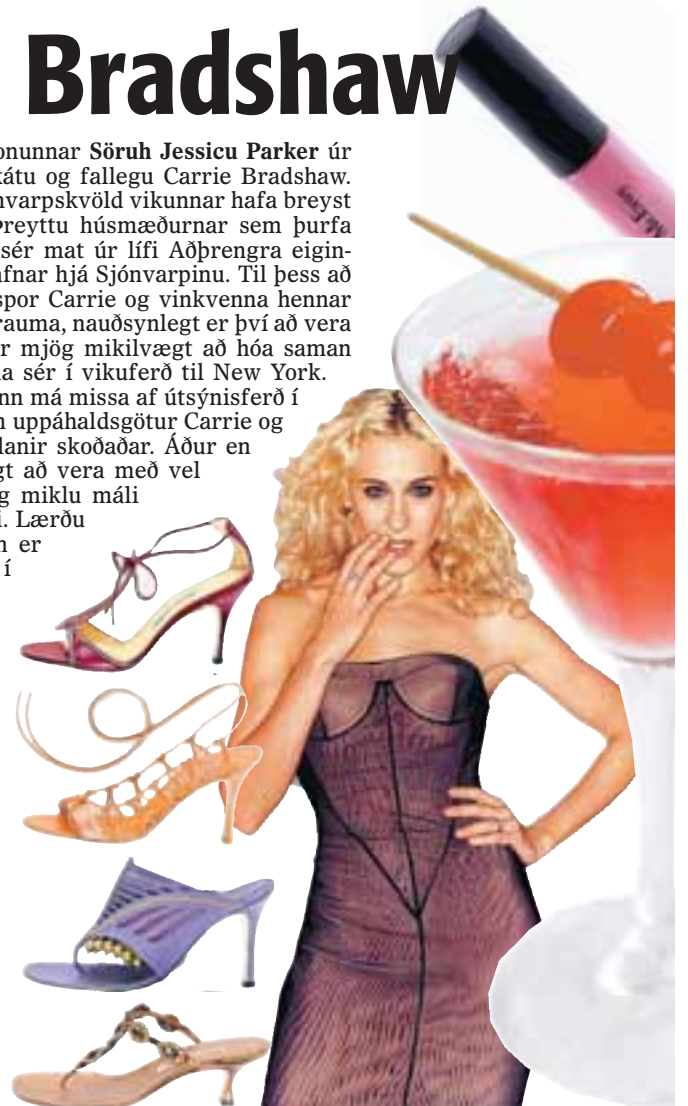 Bradshaw
onunnar Söruh Jessicu Parker úr
kátu og fallegu Carrie Bradshaw.
nvarpskvöld vikunnar hafa breyst
Þreyttu húsmæðurnar sem þurfa
sér mat úr lífi Aðþrengra eigin-
afnar hjá Sjónvarpinu. Til þess að
spor Carrie og vinkvenna hennar
rauma, nauðsynlegt er því að vera
r mjög mikilvægt að hóa saman
la sér í vikuferð til New York.
nn má missa af útsýnisferð í
n uppáhaldsgötur Carrie og
lanir skoðaðar. Áður en
gt að vera með vel
g miklu máli
i. Lærðu
n er
í